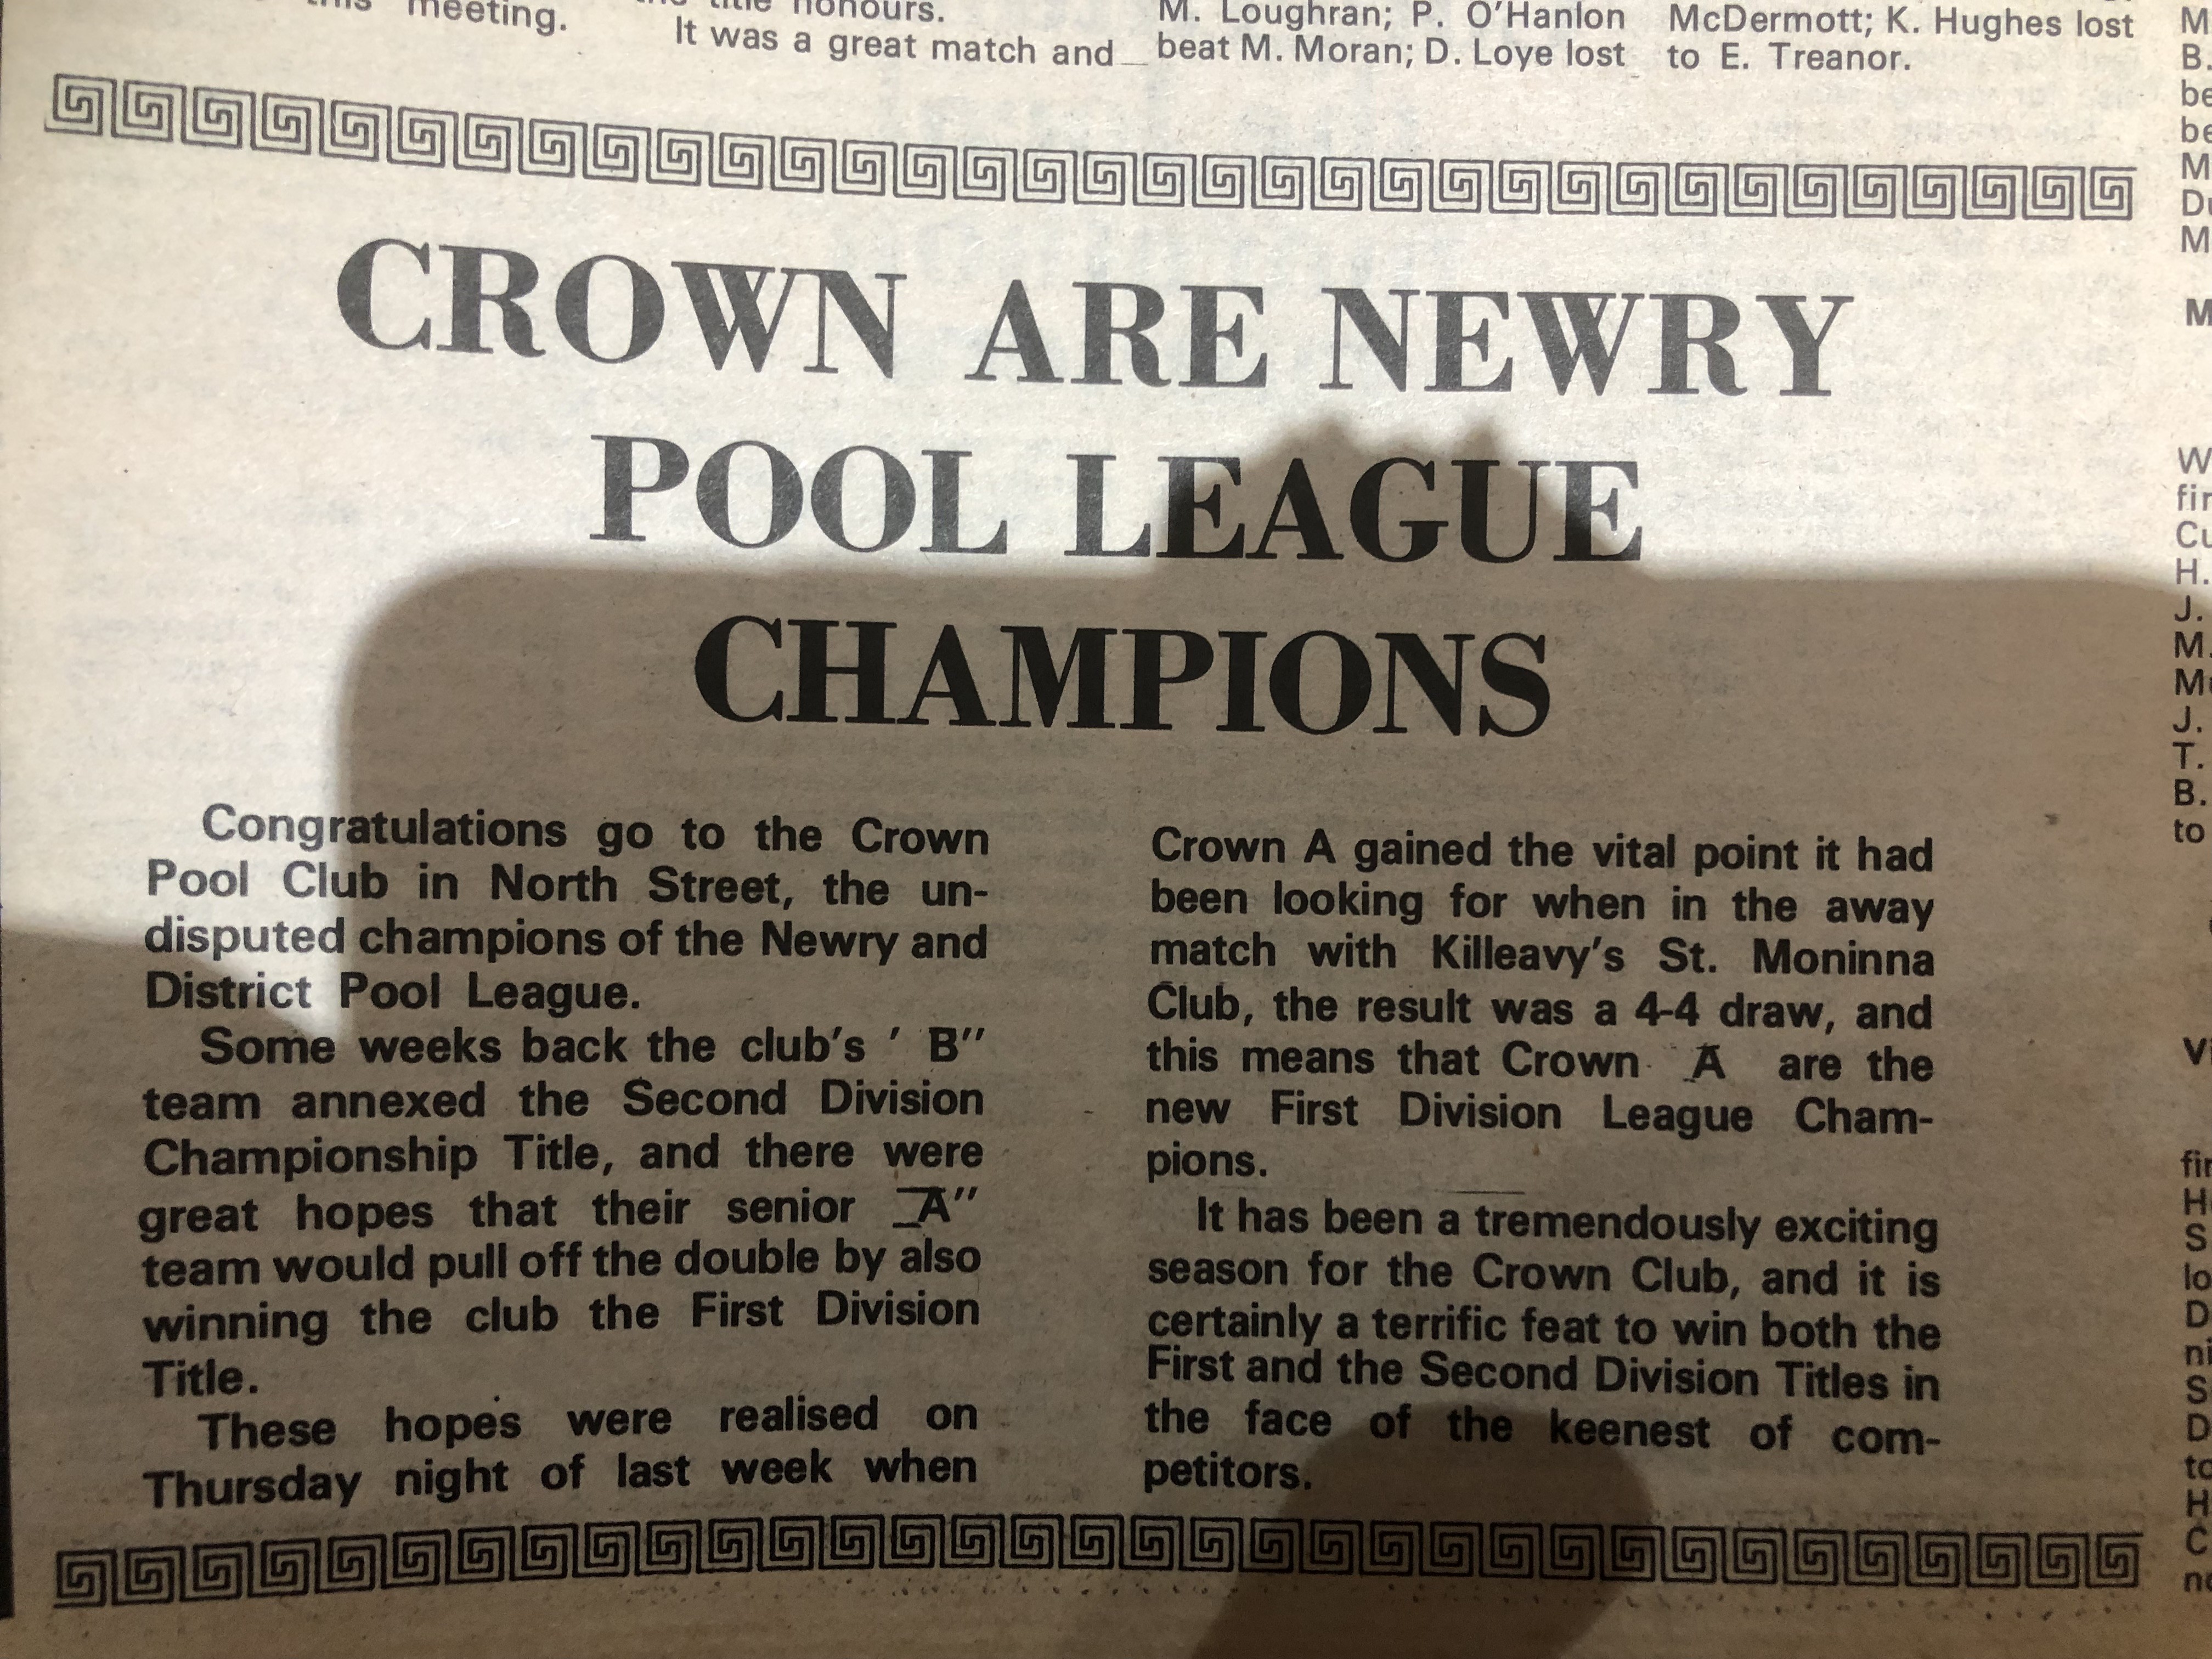 meeting.
title honours.
It was a great match and
M. Loughran; P. O'Hanlon
beat M. Moran; D. Loye lost
McDermott; K. Hughes lost
to E. Treanor.
CROWN ARE NEWRY
POOL LEAGUE
CHAMPIONS
Congratulations go to the Crown
Pool Club in North Street, the un-
disputed champions of the Newry and
District Pool League.
Some weeks back the club's ' B"
team annexed the Second Division
Championship Title, and there were
great hopes that their senior A"
team would pull off the double by also
winning the club the First Division
Title.
These hopes were realised on
Thursday night of last week when
Crown A gained the vital point it had
been looking for when in the away
match with Killeavy's St. Moninna
Club, the result was a 4-4 draw, and
this means that Crown A are the
new First Division League Cham-
pions.
It has been a tremendously exciting
season for the Crown Club, and it is
certainly a terrific feat to win both the
First and the Second Division Titles in
the face of the keenest of com-
petitors.
M
B.
be
be
M
M
M
H.
J.
M.
J.
T.
B.
to